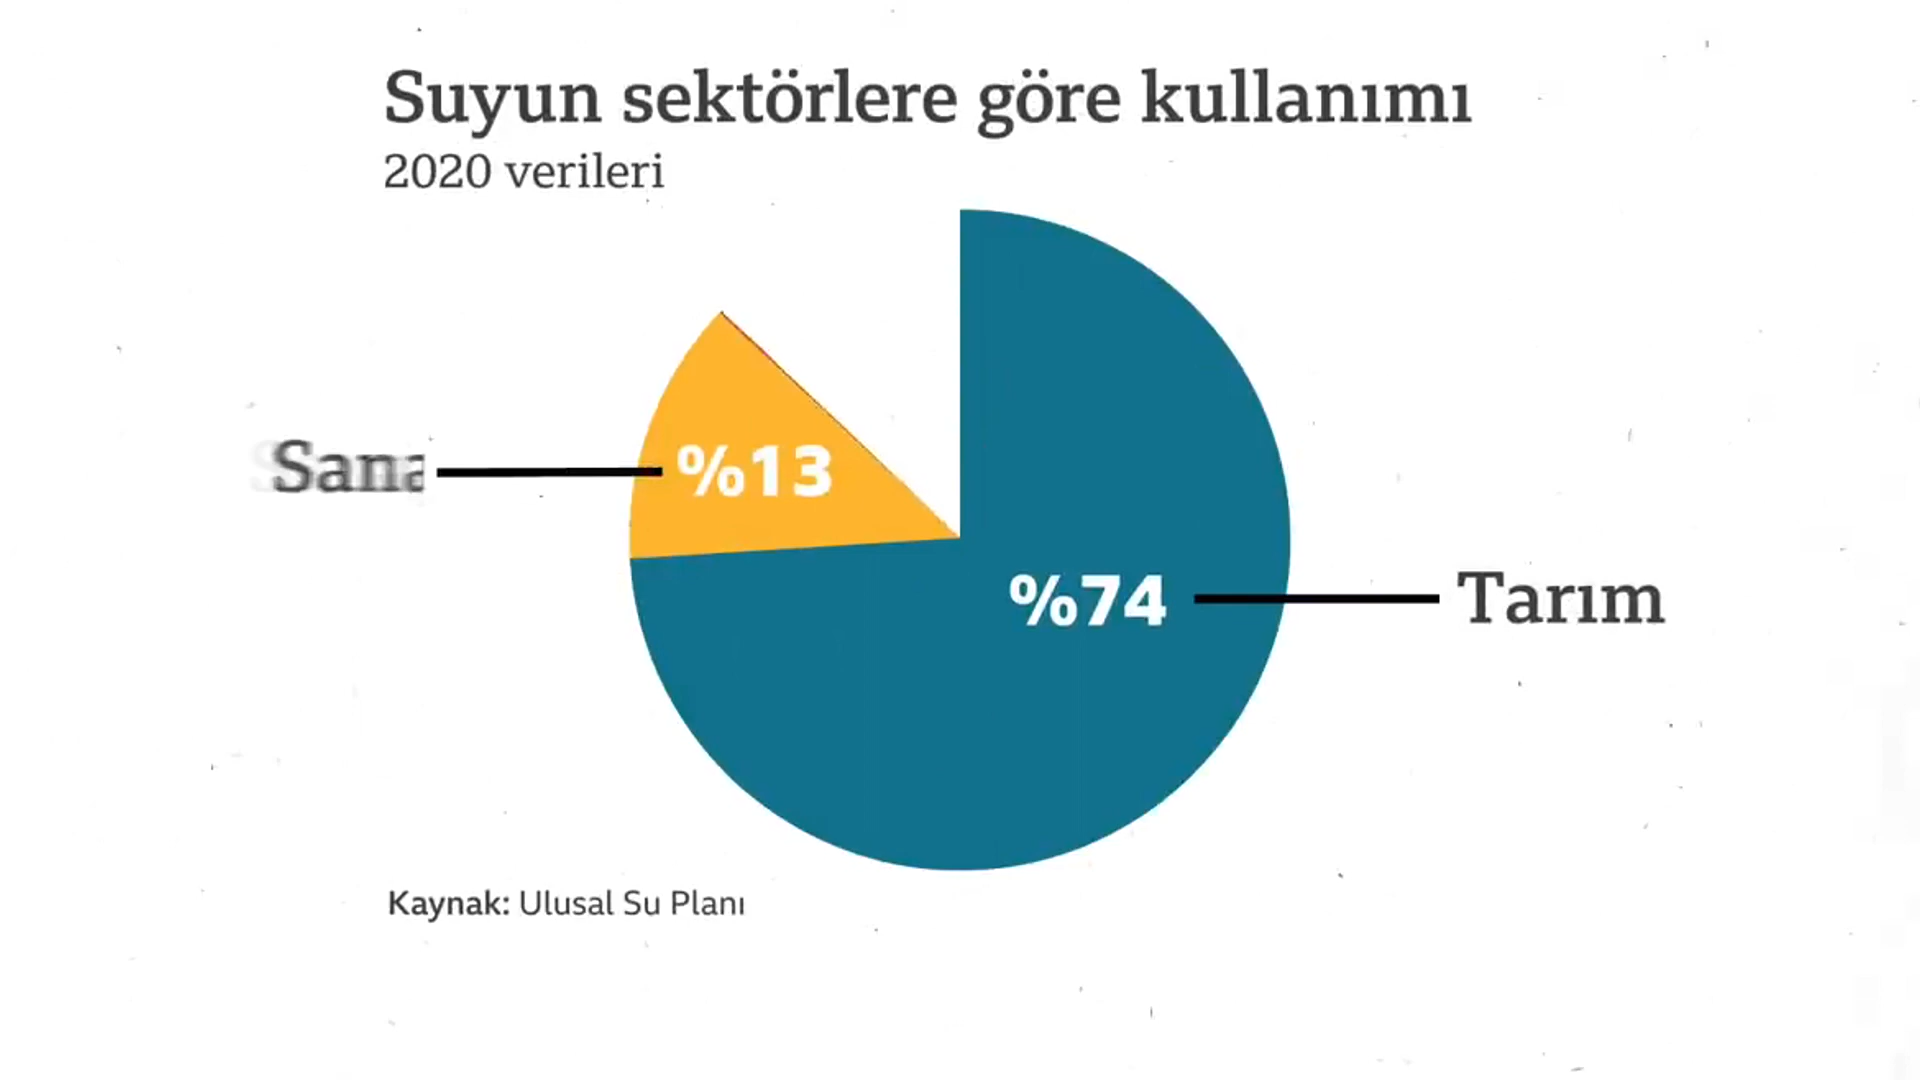 Suyun sektörlere göre kullanımı
2020 verileri
%13
%74
Tarım
Kaynak: Ulusal Su Planı